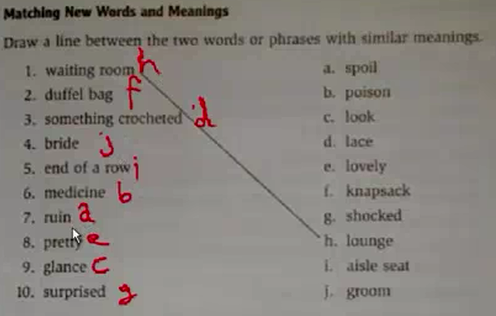 Matching New Words and Meanings
Draw a line between the two words or phrases with similar meanings.
1. waiting room h a. spoil
2. duffel bag f b. poison
3. something crocheted d c. look
4. bride j d. lace
5. end of a row i e. lovely
6. medicine b f. knapsack
7. ruin a g. shocked
8. pretty e h. lounge
9. glance c i. aisle seat
10. surprised g j. groom